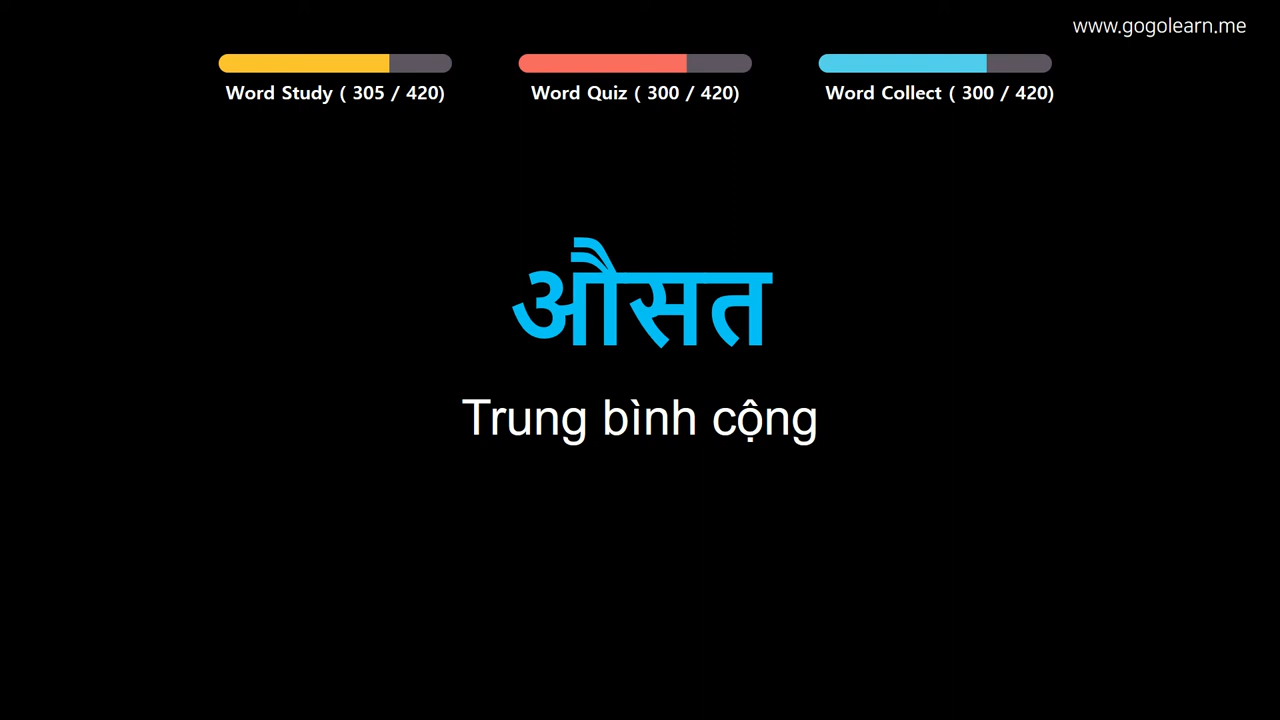 www.gogolearn.me
Word Study ( 305 / 420)
Word Quiz ( 300 / 420)
Word Collect ( 300 / 420)
औसत
Trung bình cộng